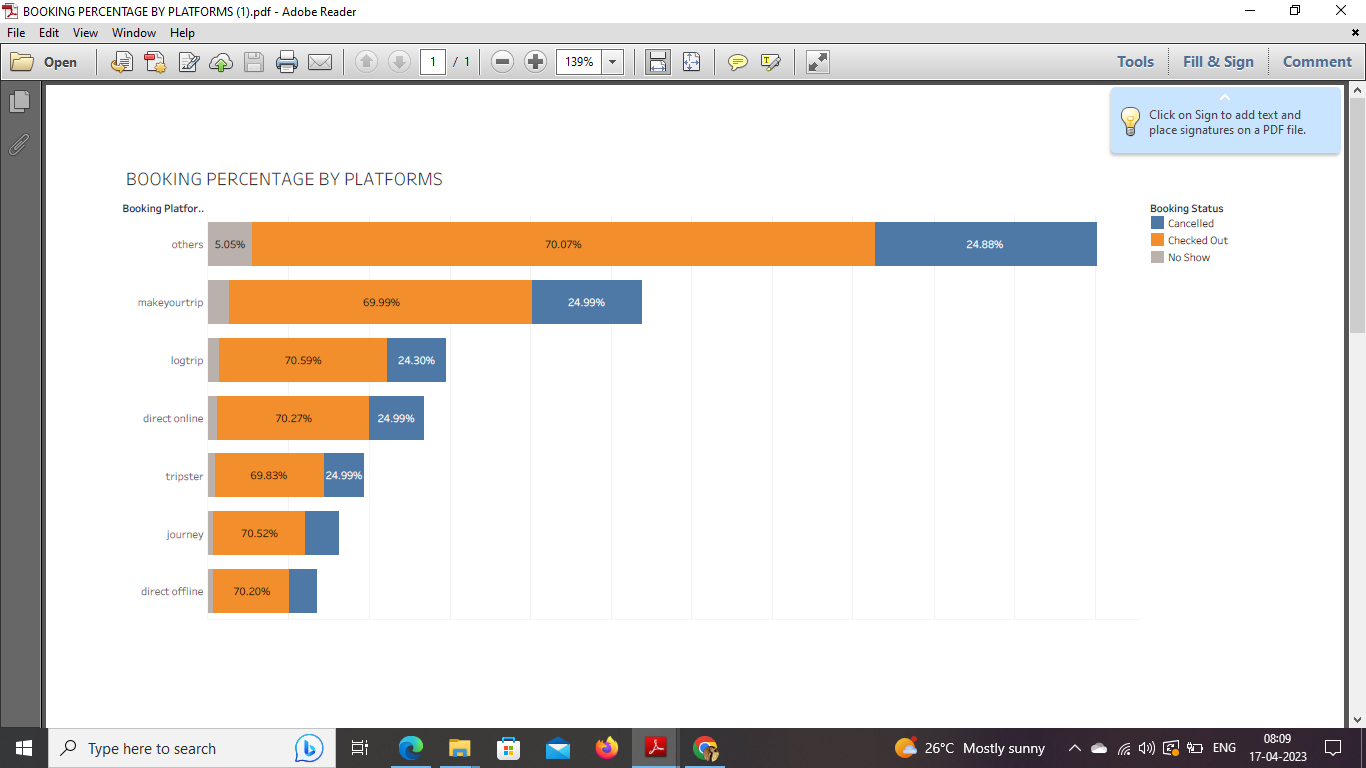 BOOKING PERCENTAGE BY PLATFORMS (1).pdf - Adobe Reader
File Edit View Window Help
Open 1 / 1 139% Tools Fill & Sign Comment
Click on Sign to add text and
place signatures on a PDF file.
BOOKING PERCENTAGE BY PLATFORMS
Booking Platfor..
others 5.05% 70.07% 24.88%
makeyourtrip 69.99% 24.99%
logtrip 70.59% 24.30%
direct online 70.27% 24.99%
tripster 69.83% 24.99%
journey 70.52%
direct offline 70.20%
Booking Status
Cancelled
Checked Out
No Show
Type here to search
26°C Mostly sunny
ENG
08:09
17-04-2023